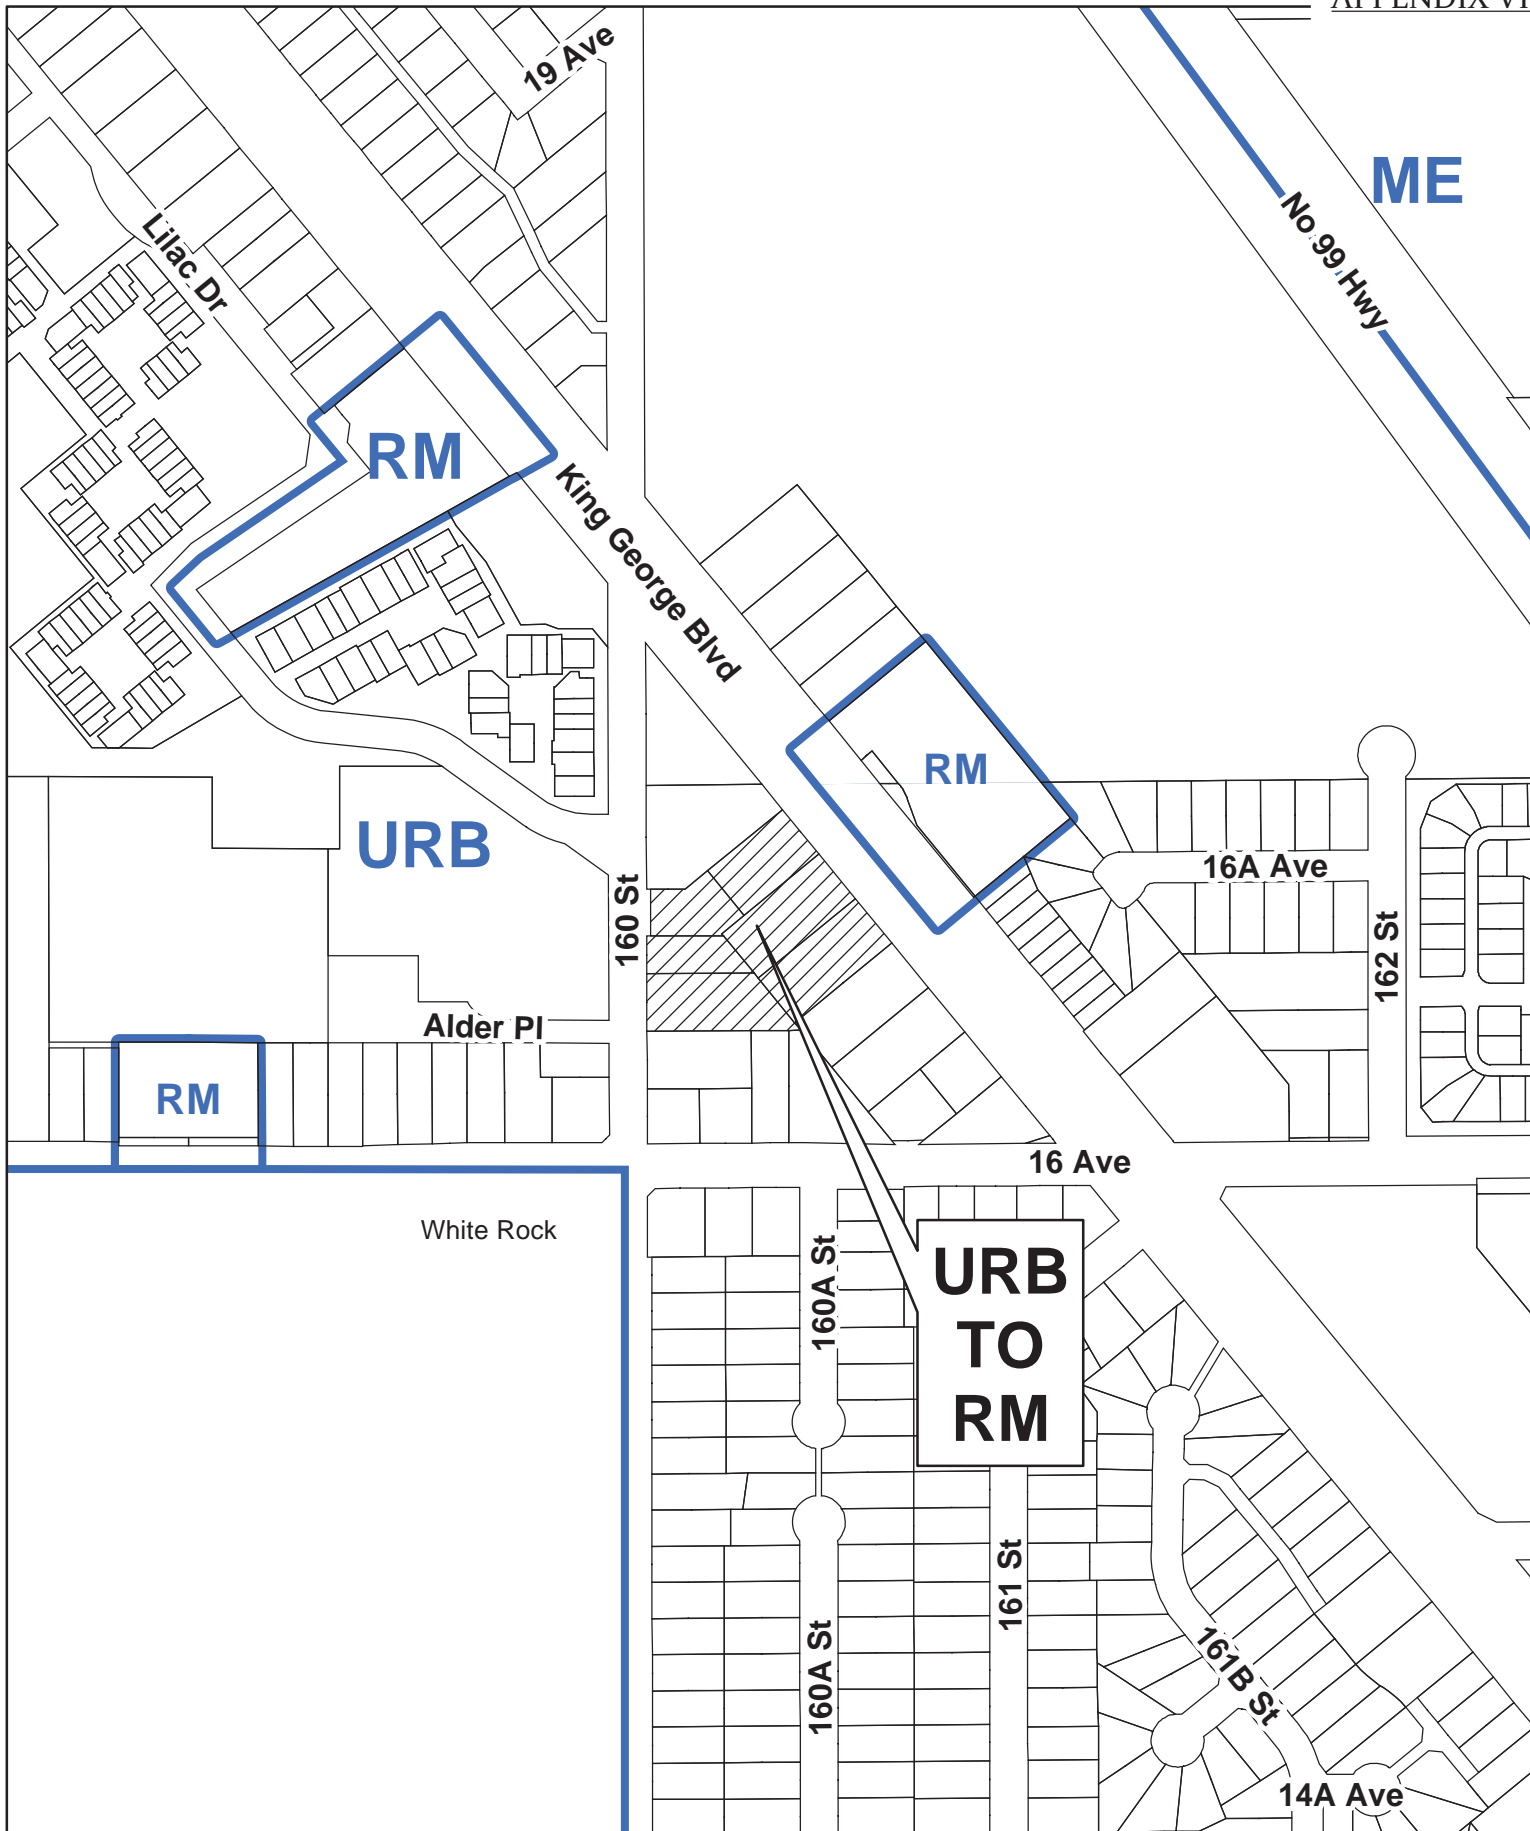 19 Ave
ME
No 99 Hwy
Lilac Dr
RM
King George Blvd
RM
URB
16A Ave
160 St
162 St
Alder Pl
RM
16 Ave
White Rock
160A St
URB
TO
RM
161 St
160A St
161B St
14A Ave